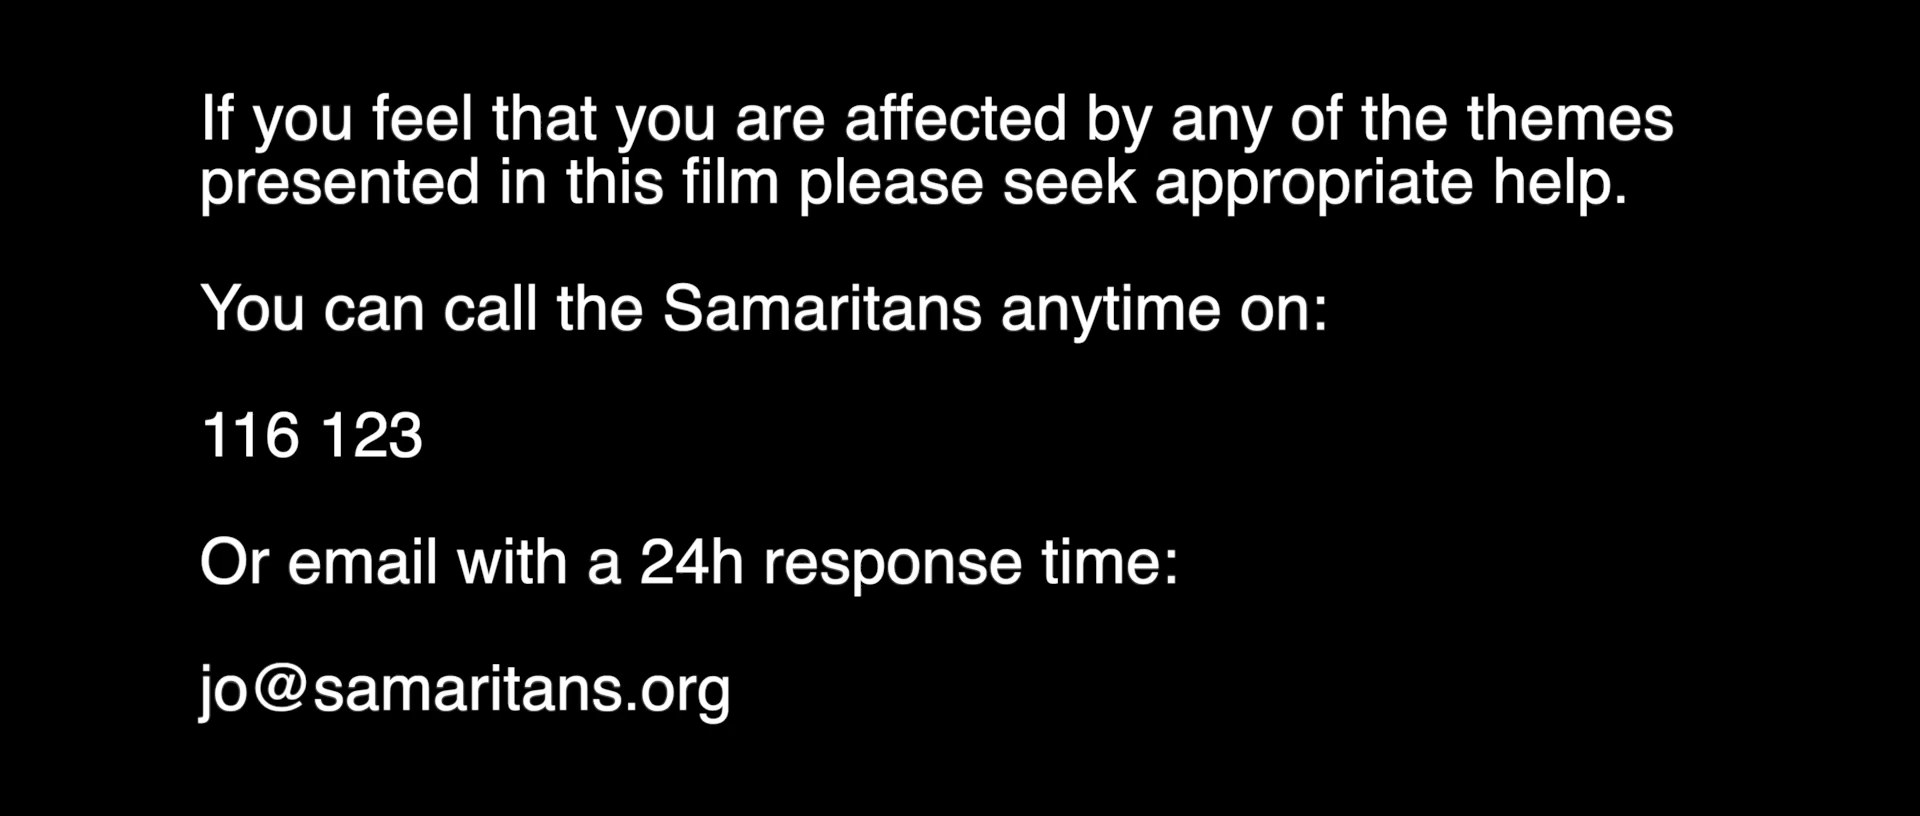 If you feel that you are affected by any of the themes
presented in this film please seek appropriate help.
You can call the Samaritans anytime on:
116 123
Or email with a 24h response time:
jo@samaritans.org